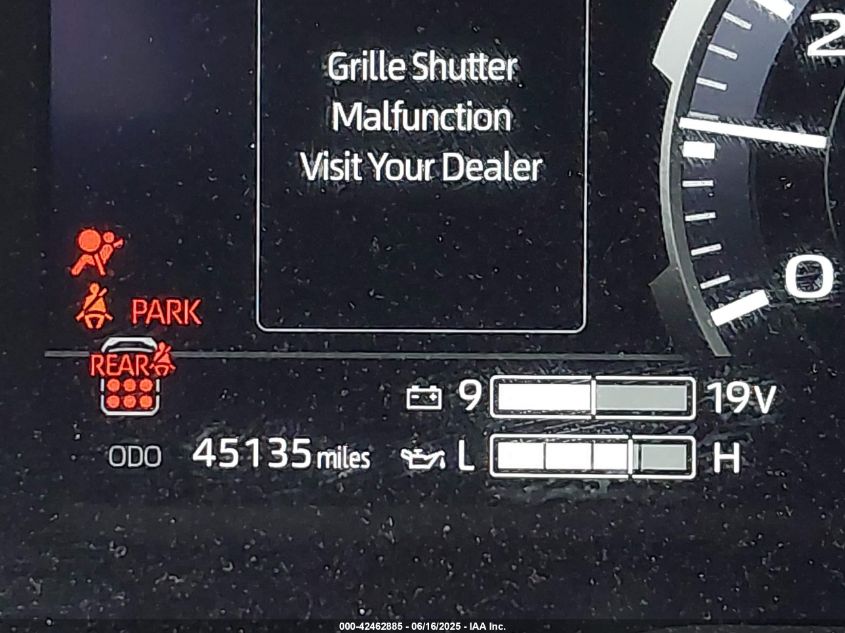 Grille Shutter
Malfunction
Visit Your Dealer
2
0
PARK
REAR
9 19V
ODO 45135 miles
L H
000-42462885 - 06/16/2025 - IAA Inc.